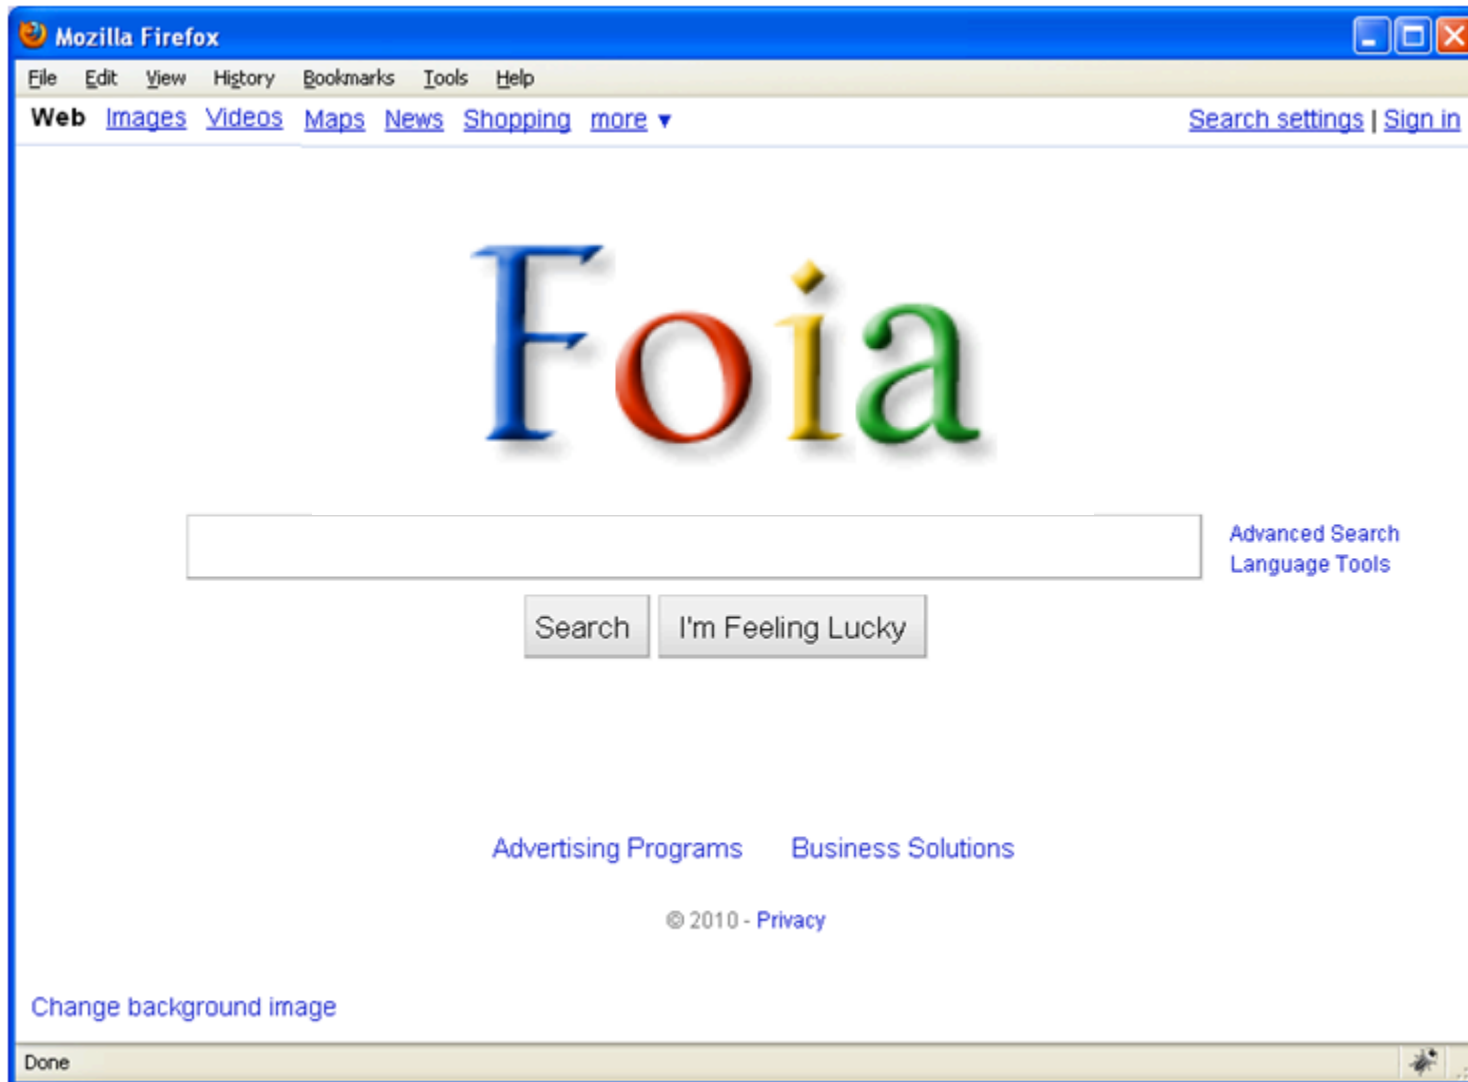 Mozilla Firefox
File Edit View History Bookmarks Tools Help
Web Images Videos Maps News Shopping more ▼ Search settings | Sign in
Foia
Advanced Search
Language Tools
Search I'm Feeling Lucky
Advertising Programs Business Solutions
© 2010 - Privacy
Change background image
Done